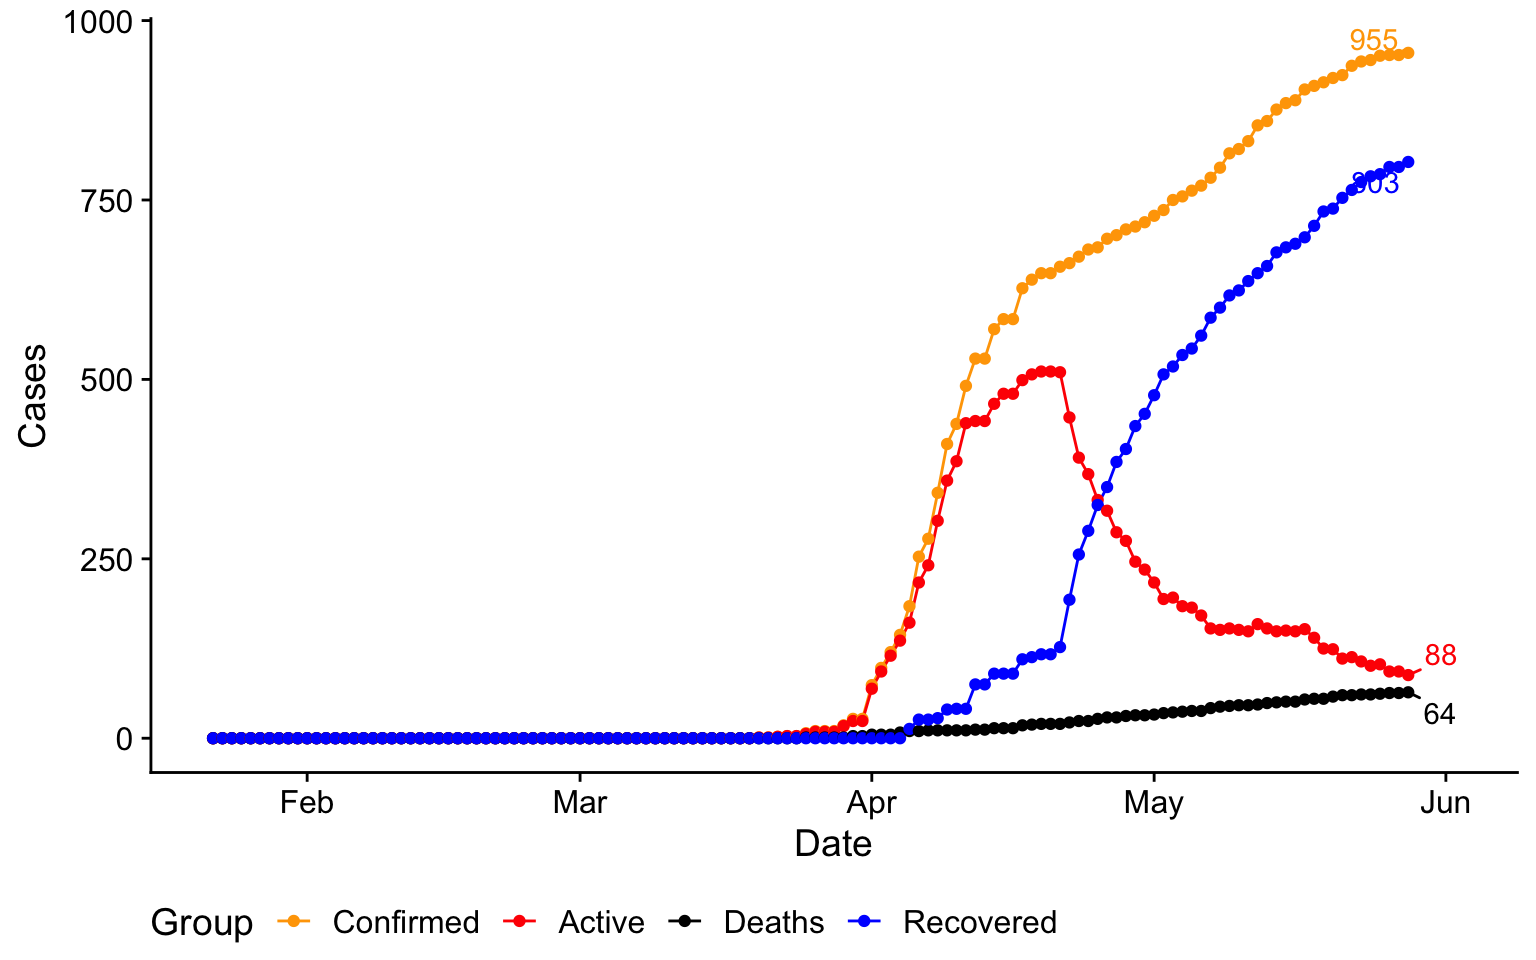 1000
955
750
803
500
Cases
250
88
64
0
Feb Mar Apr May Jun
Date
Group Confirmed Active Deaths Recovered